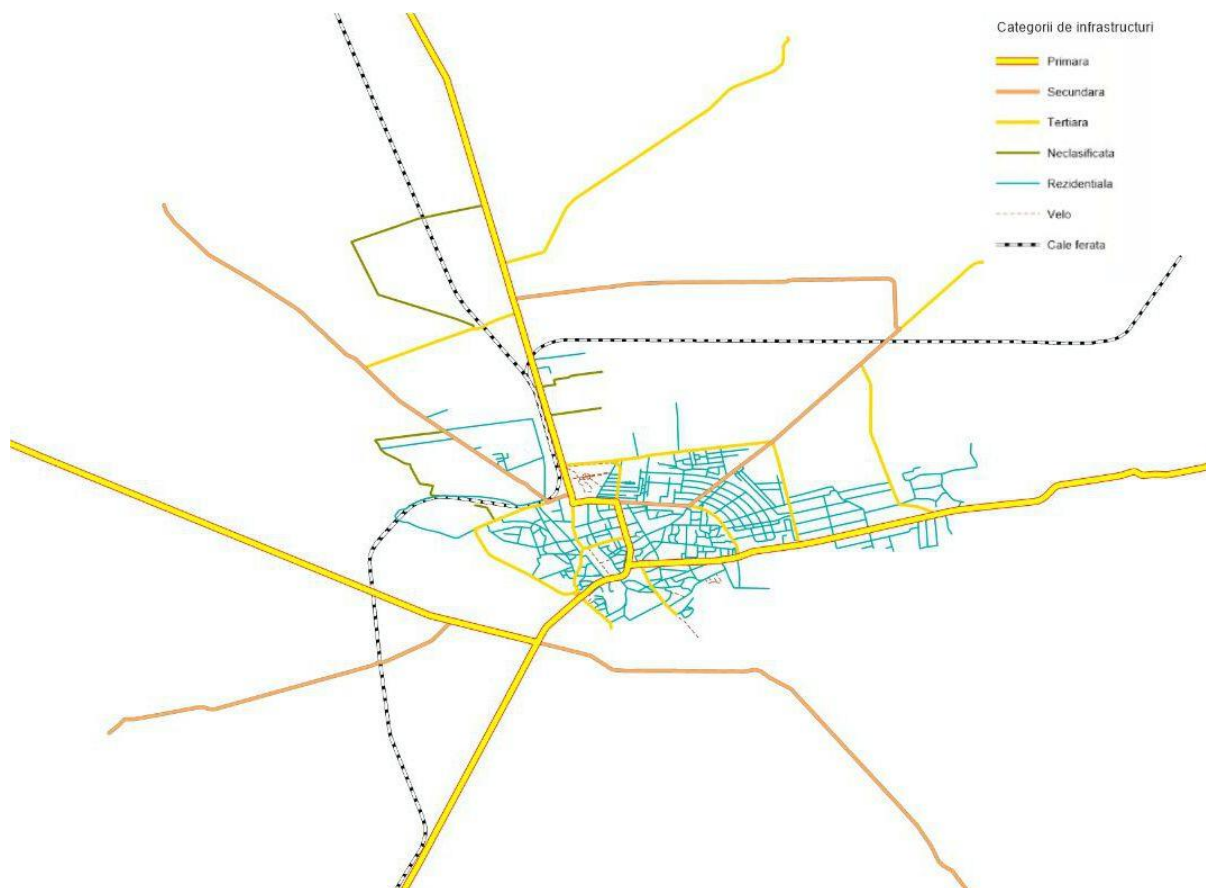 Categorii de infrastructuri
Primara
Secundara
Tertiara
Neclasificata
Rezidentiala
Velo
Cale ferata